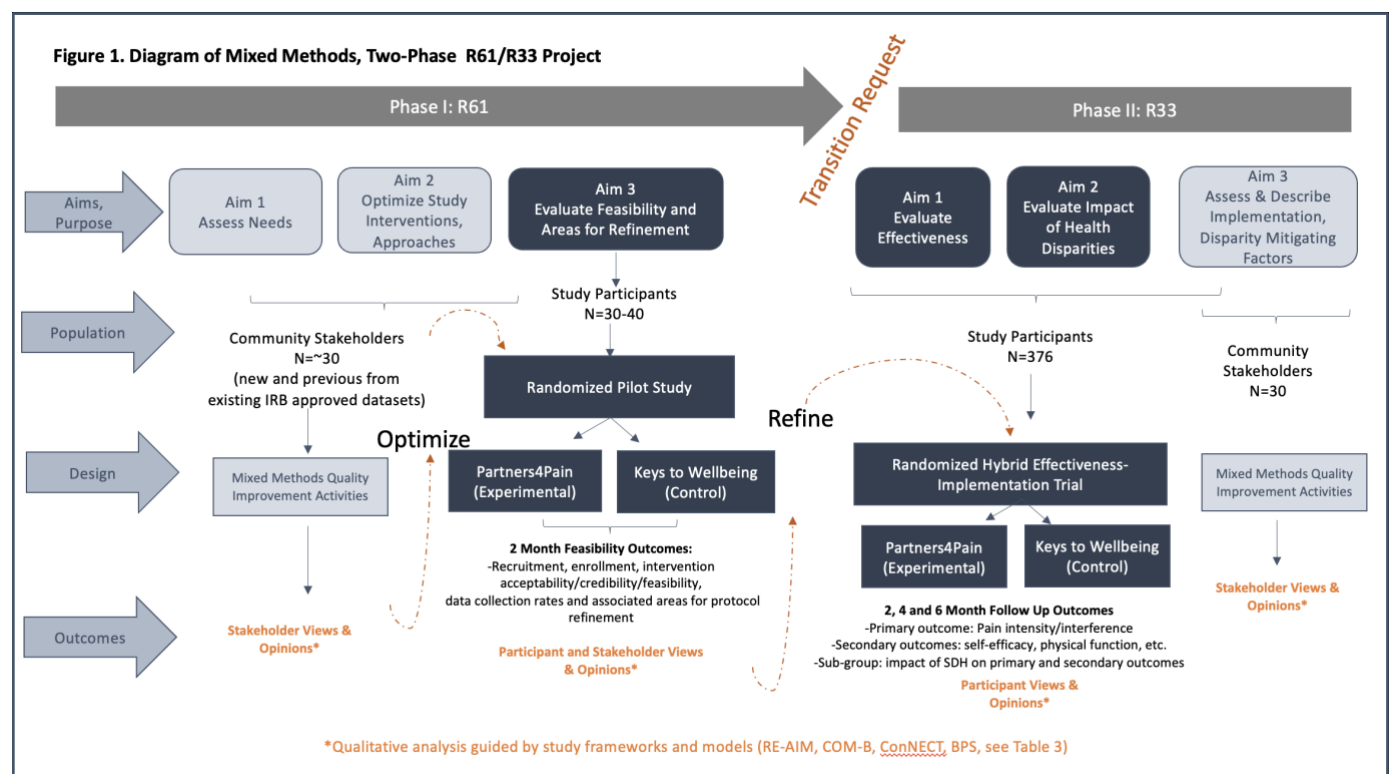 Figure 1. Diagram of Mixed Methods, Two-Phase R61/R33 Project
Phase I: R61
Transition Request
Phase II: R33
Aims,
Purpose
Aim 1
Assess Needs
Aim 2
Optimize Study
Interventions,
Approaches
Aim 3
Evaluate Feasibility and
Areas for Refinement
Aim 1
Evaluate
Effectiveness
Aim 2
Evaluate Impact
of Health
Disparities
Aim 3
Assess & Describe
Implementation,
Disparity Mitigating
Factors
Population
Community Stakeholders
N=~30
(new and previous from
existing IRB approved datasets)
Study Participants
N=30-40
Randomized Pilot Study
Study Participants
N=376
Community
Stakeholders
N=30
Optimize
Refine
Design
Mixed Methods Quality
Improvement Activities
Partners4Pain
(Experimental)
Keys to Wellbeing
(Control)
Randomized Hybrid Effectiveness-
Implementation Trial
Partners4Pain
(Experimental)
Keys to Wellbeing
(Control)
Mixed Methods Quality
Improvement Activities
Outcomes
Stakeholder Views &
Opinions*
2 Month Feasibility Outcomes:
-Recruitment, enrollment, intervention
acceptability/credibility/feasibility,
data collection rates and associated areas for protocol
refinement
Participant and Stakeholder Views
& Opinions*
2, 4 and 6 Month Follow Up Outcomes
-Primary outcome: Pain intensity/interference
-Secondary outcomes: self-efficacy, physical function, etc.
-Sub-group: impact of SDH on primary and secondary outcomes
Participant Views &
Opinions*
Stakeholder Views &
Opinions*
*Qualitative analysis guided by study frameworks and models (RE-AIM, COM-B, ConNECT, BPS, see Table 3)